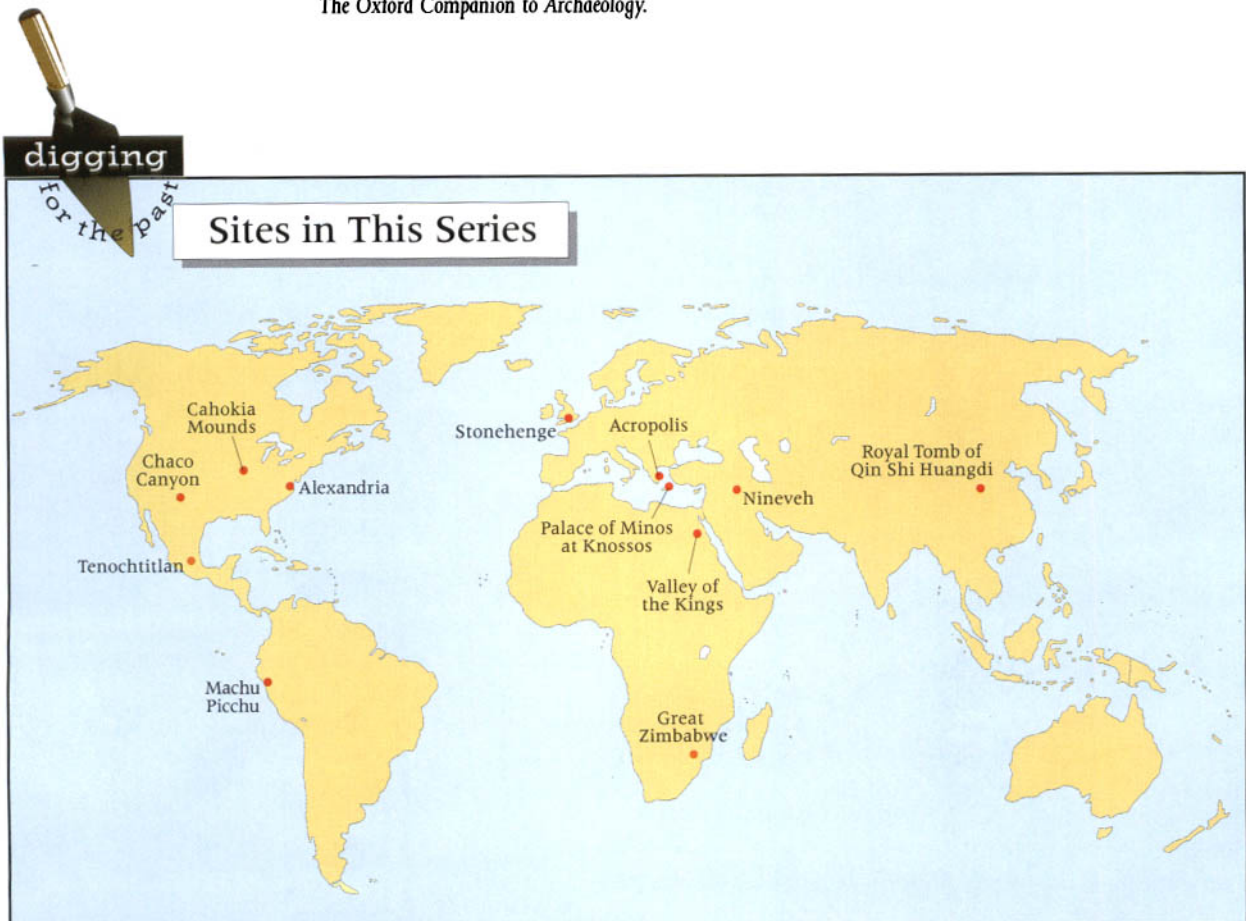 The Oxford Companion to Archaeology.
digging
for the past
Sites in This Series
Cahokia
Mounds
Chaco
Canyon
Alexandria
Tenochtitlan
Machu
Picchu
Stonehenge
Acropolis
Palace of Minos
at Knossos
Nineveh
Valley of
the Kings
Great
Zimbabwe
Royal Tomb of
Qin Shi Huangdi